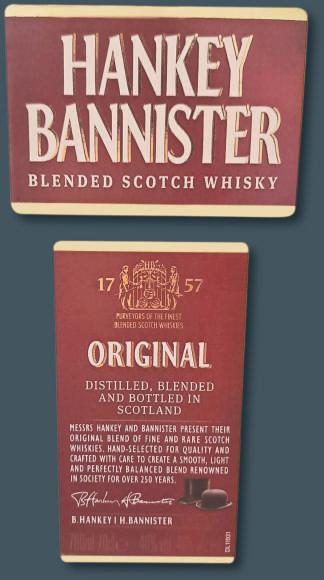 HANKEY
BANNISTER
BLENDED SCOTCH WHISKY
HB
17 57
PURVEYORS OF THE FINEST
BLENDED SCOTCH WHISKIES
ORIGINAL
DISTILLED, BLENDED
AND BOTTLED IN
SCOTLAND
MESSRS HANKEY AND BANNISTER PRESENT THEIR
ORIGINAL BLEND OF FINE AND RARE SCOTCH
WHISKIES. HAND-SELECTED FOR QUALITY AND
CRAFTED WITH CARE TO CREATE A SMOOTH, LIGHT
AND PERFECTLY BALANCED BLEND RENOWNED
IN SOCIETY FOR OVER 250 YEARS.
B.Hankey H.Bannister
B.HANKEY | H.BANNISTER